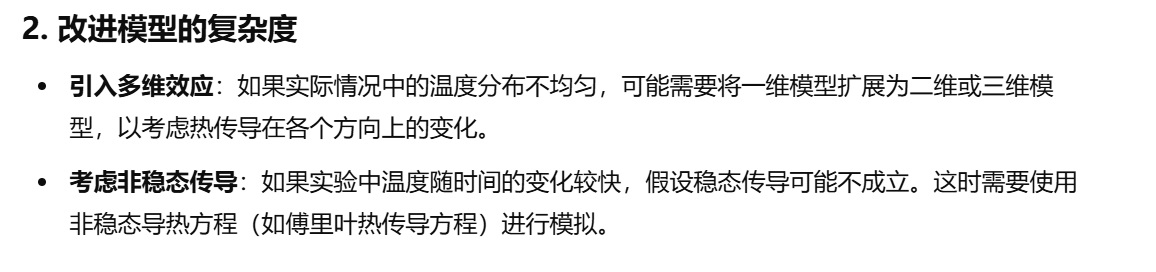 2. 改进模型的复杂度
• 引入多维效应：如果实际情况中的温度分布不均匀，可能需要将一维模型扩展为二维或三维模
型，以考虑热传导在各个方向上的变化。
• 考虑非稳态传导：如果实验中温度随时间的变化较快，假设稳态传导可能不成立。这时需要使用
非稳态导热方程（如傅里叶热传导方程）进行模拟。